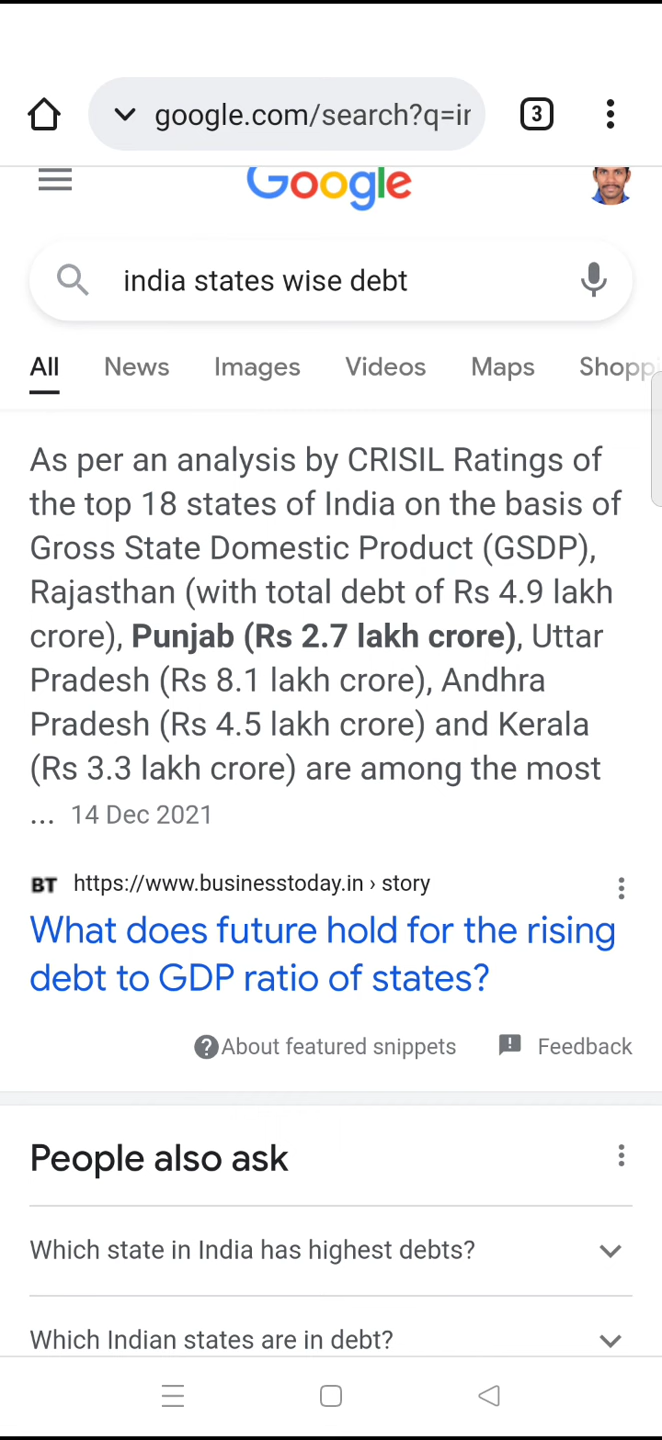 google.com/search?q=ir
3
Google
india states wise debt
All News Images Videos Maps Shopp
As per an analysis by CRISIL Ratings of
the top 18 states of India on the basis of
Gross State Domestic Product (GSDP),
Rajasthan (with total debt of Rs 4.9 lakh
crore), Punjab (Rs 2.7 lakh crore), Uttar
Pradesh (Rs 8.1 lakh crore), Andhra
Pradesh (Rs 4.5 lakh crore) and Kerala
(Rs 3.3 lakh crore) are among the most
... 14 Dec 2021
BT https://www.businesstoday.in › story
What does future hold for the rising
debt to GDP ratio of states?
About featured snippets Feedback
People also ask
Which state in India has highest debts?
Which Indian states are in debt?